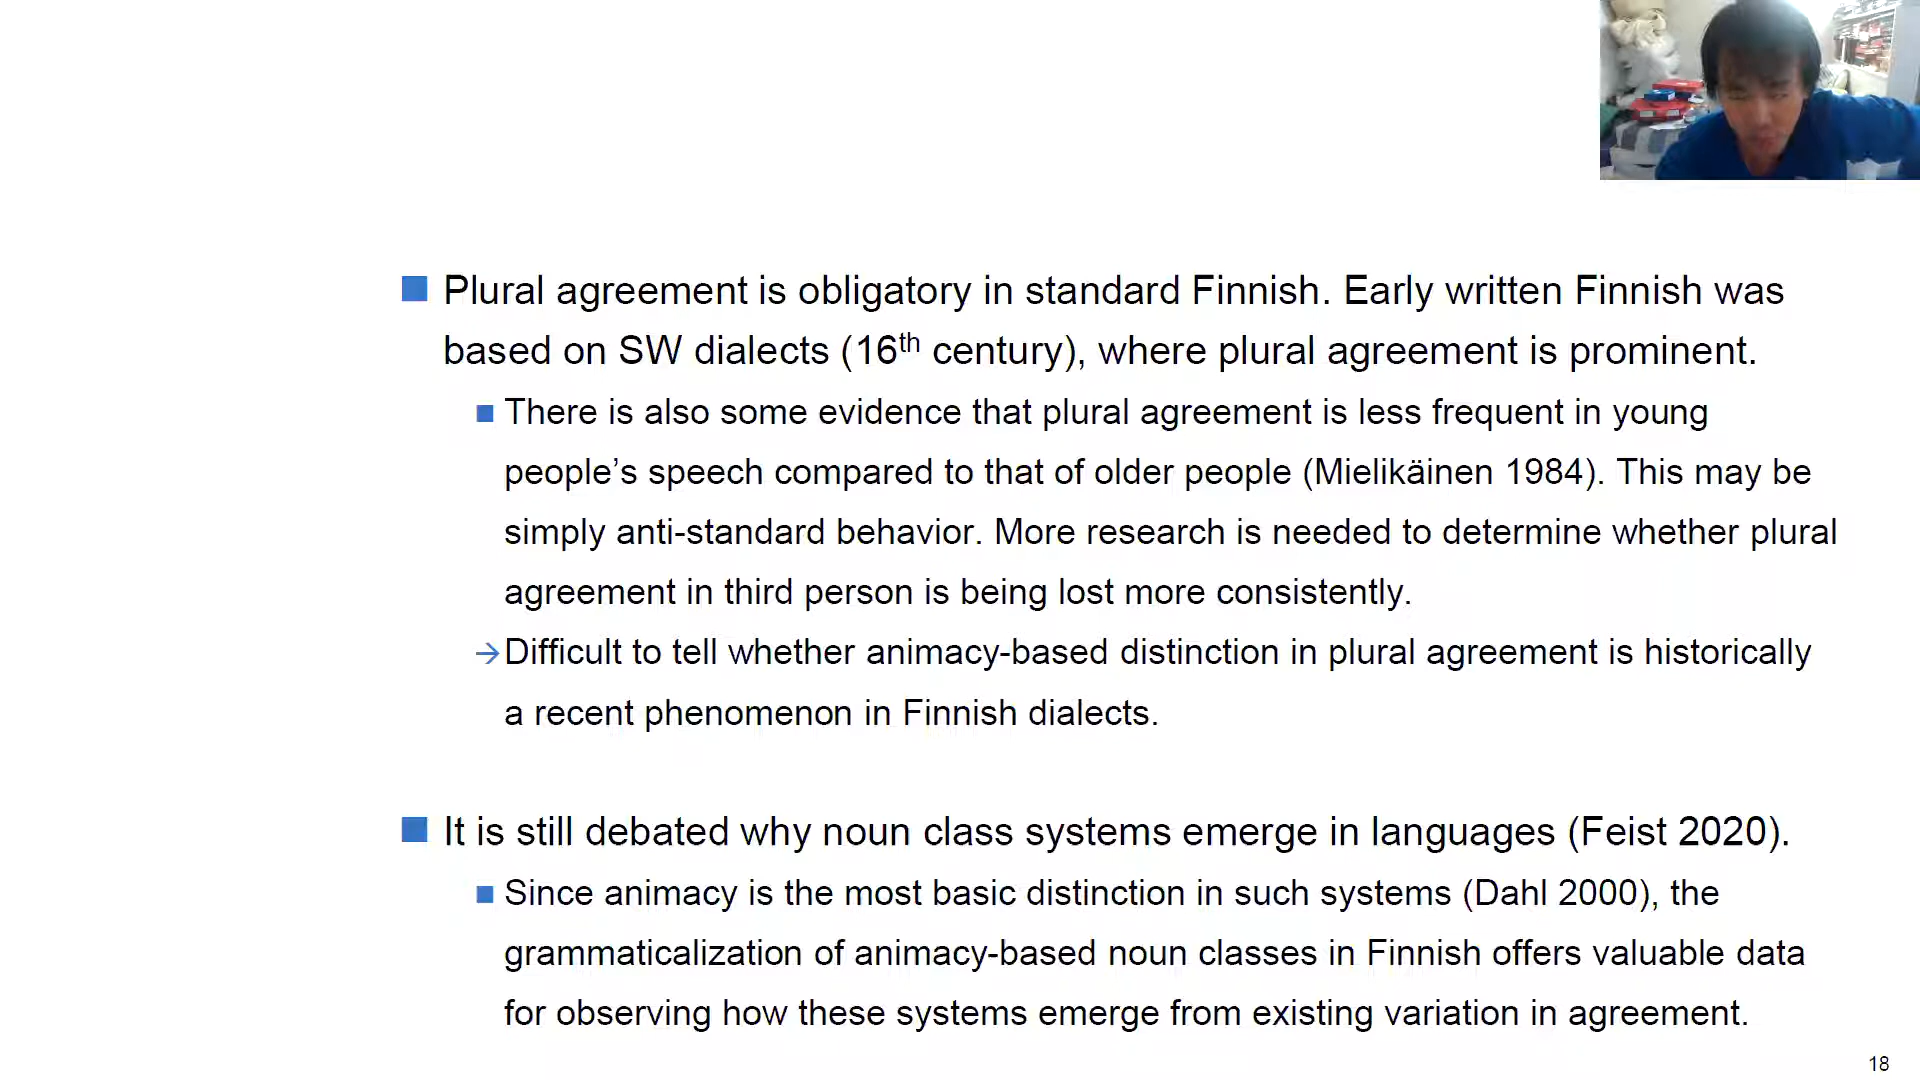 Plural agreement is obligatory in standard Finnish. Early written Finnish was
based on SW dialects (16th century), where plural agreement is prominent.
There is also some evidence that plural agreement is less frequent in young
people’s speech compared to that of older people (Mielikäinen 1984). This may be
simply anti-standard behavior. More research is needed to determine whether plural
agreement in third person is being lost more consistently.
→Difficult to tell whether animacy-based distinction in plural agreement is historically
a recent phenomenon in Finnish dialects.
It is still debated why noun class systems emerge in languages (Feist 2020).
Since animacy is the most basic distinction in such systems (Dahl 2000), the
grammaticalization of animacy-based noun classes in Finnish offers valuable data
for observing how these systems emerge from existing variation in agreement.
18